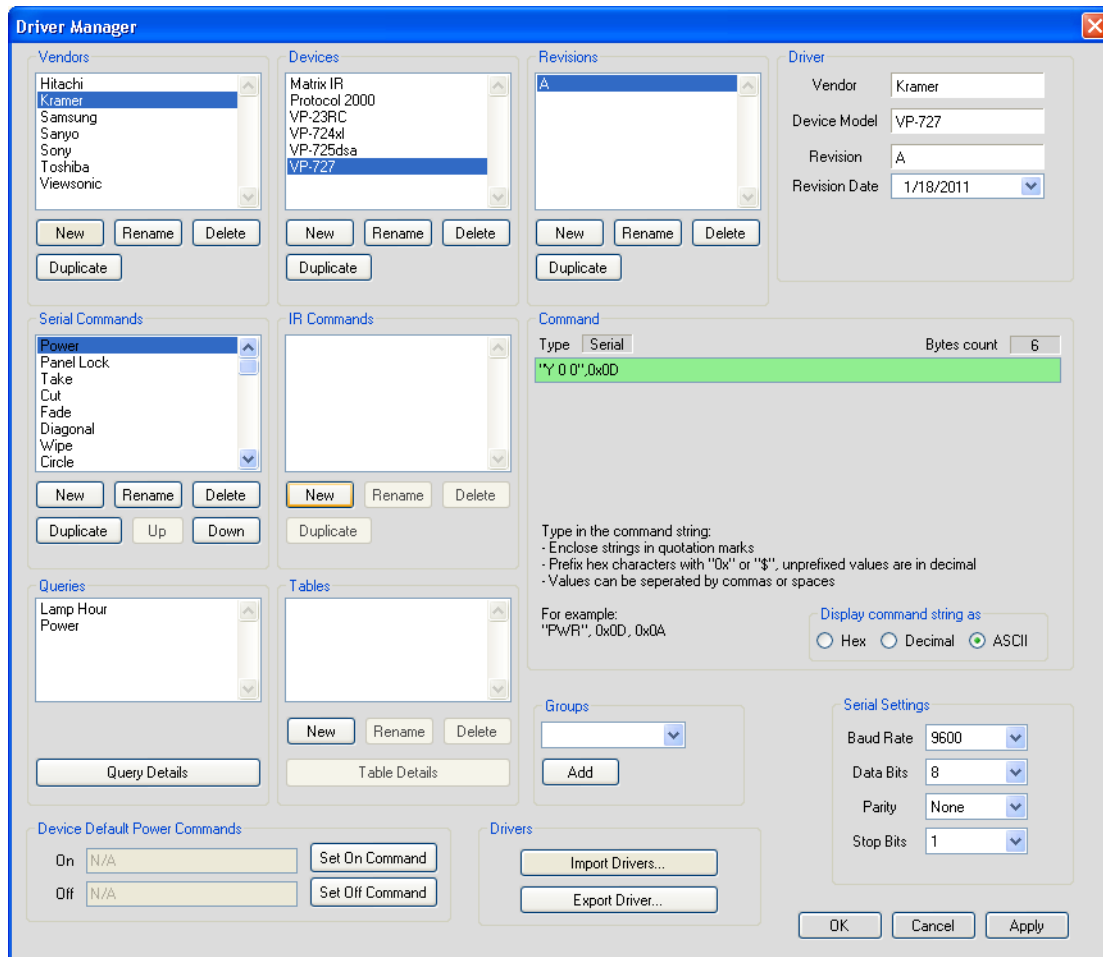 Driver Manager
Vendors
Hitachi
Kramer
Samsung
Sanyo
Sony
Toshiba
Viewsonic
New Rename Delete
Duplicate
Devices
Matrix IR
Protocol 2000
VP-23RC
VP-724xl
VP-725dsa
VP-727
New Rename Delete
Duplicate
Revisions
A
New Rename Delete
Duplicate
Driver
Vendor Kramer
Device Model VP-727
Revision A
Revision Date 1/18/2011
Serial Commands
Power
Panel Lock
Take
Cut
Fade
Diagonal
Wipe
Circle
New Rename Delete
Duplicate Up Down
IR Commands
New Rename Delete
Duplicate
Command
Type Serial Bytes count 6
"Y 0 0",0x0D
Type in the command string:
- Enclose strings in quotation marks
- Prefix hex characters with "0x" or "$", unprefixed values are in decimal
- Values can be seperated by commas or spaces
For example:
"PWR", 0x0D, 0x0A
Display command string as
Hex Decimal ASCII
Queries
Lamp Hour
Power
Query Details
Tables
New Rename Delete
Table Details
Groups
Add
Serial Settings
Baud Rate 9600
Data Bits 8
Parity None
Stop Bits 1
Device Default Power Commands
On N/A Set On Command
Off N/A Set Off Command
Drivers
Import Drivers...
Export Driver...
OK Cancel Apply